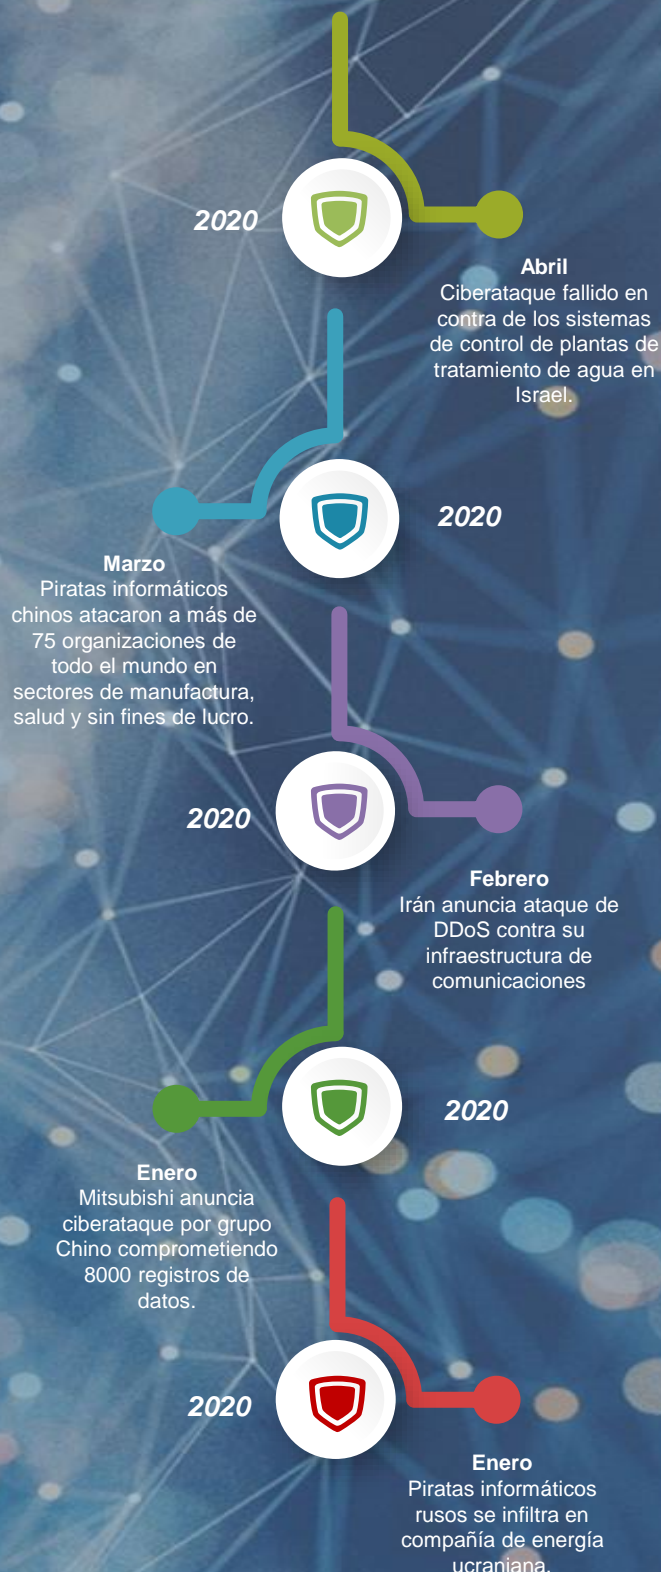 2020
Abril
Ciberataque fallido en
contra de los sistemas
de control de plantas de
tratamiento de agua en
Israel.
2020
Marzo
Piratas informáticos
chinos atacaron a más de
75 organizaciones de
todo el mundo en
sectores de manufactura,
salud y sin fines de lucro.
2020
Febrero
Irán anuncia ataque de
DDoS contra su
infraestructura de
comunicaciones
2020
Enero
Mitsubishi anuncia
ciberataque por grupo
Chino comprometiendo
8000 registros de
datos.
2020
Enero
Piratas informáticos
rusos se infiltra en
compañía de energía
ucraniana.